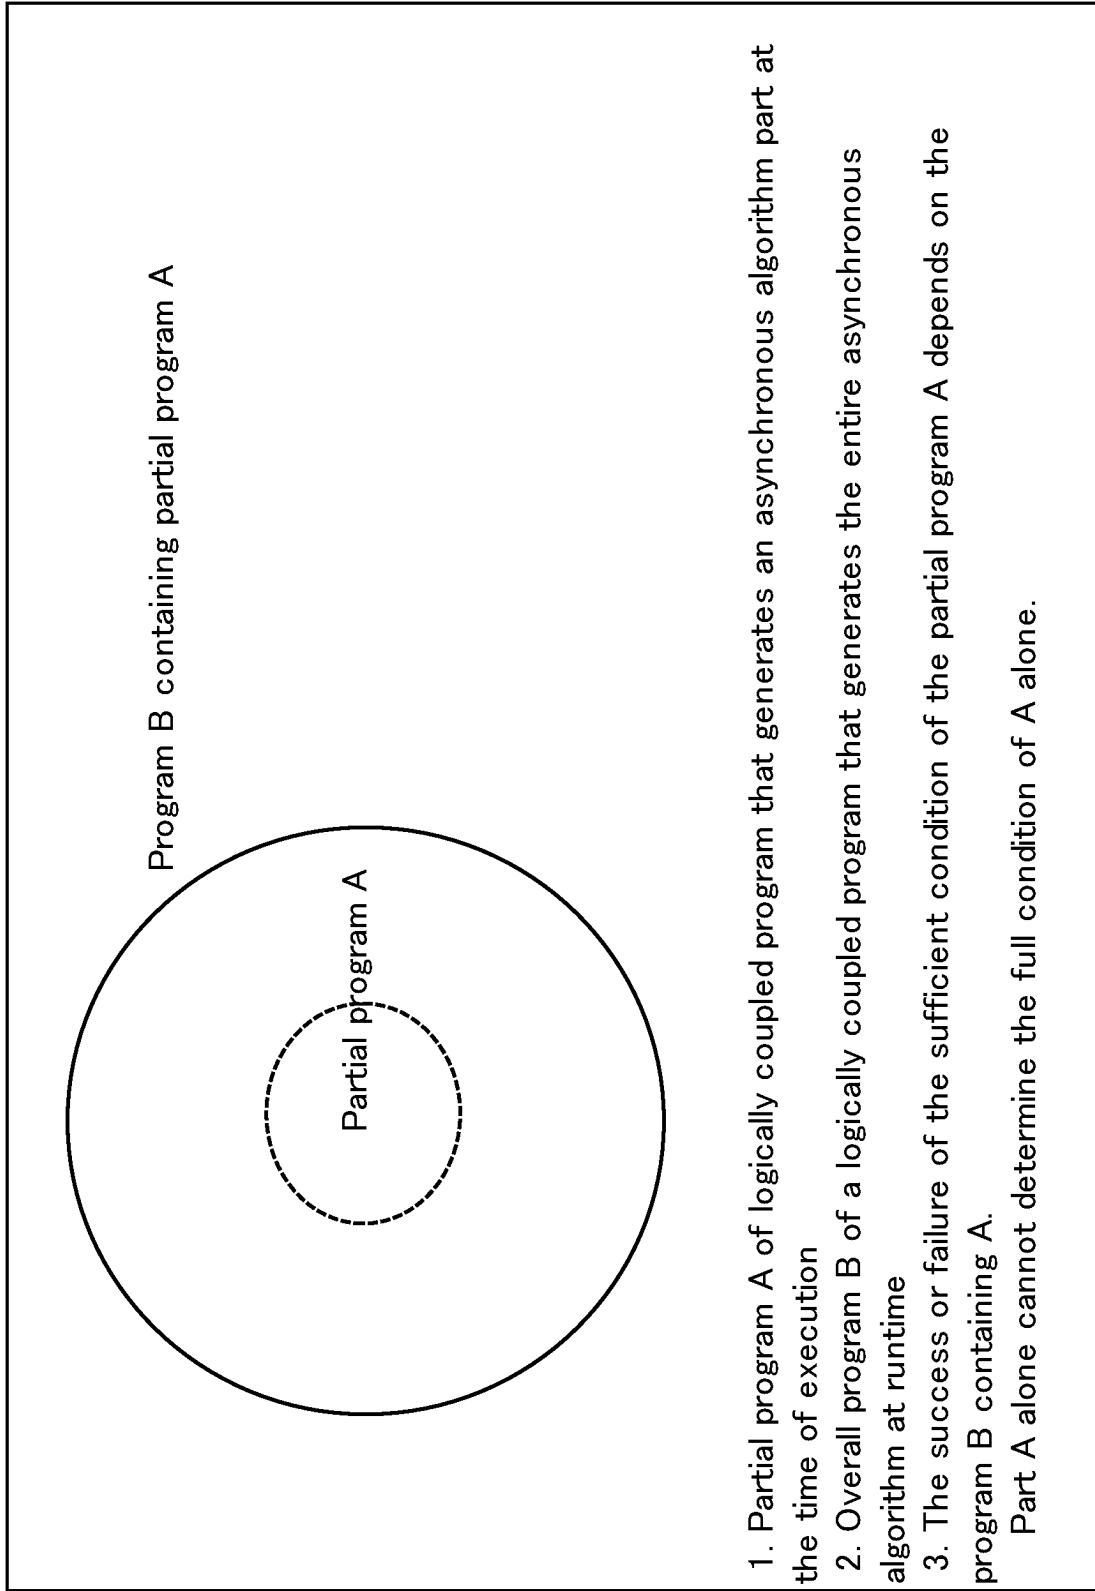 Program B containing partial program A
Partial program A
1. Partial program A of logically coupled program that generates an asynchronous algorithm part at
the time of execution
2. Overall program B of a logically coupled program that generates the entire asynchronous
algorithm at runtime
3. The success or failure of the sufficient condition of the partial program A depends on the
program B containing A.
Part A alone cannot determine the full condition of A alone.